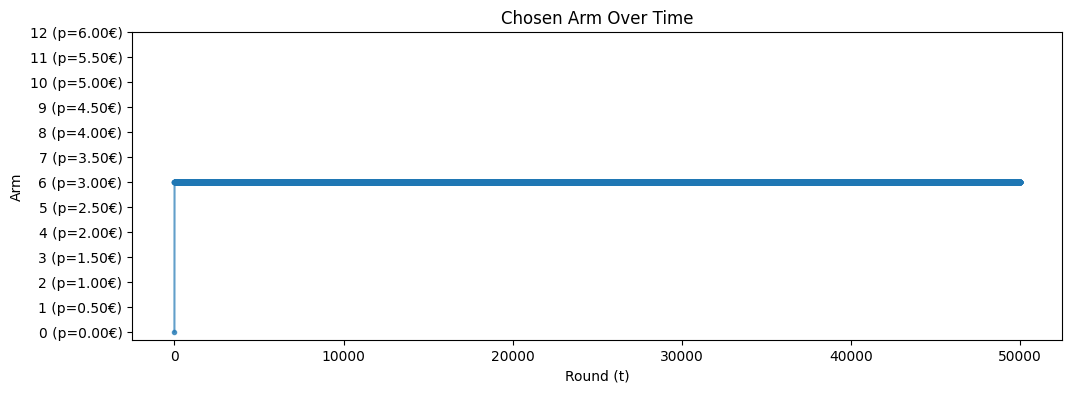 Chosen Arm Over Time
12 (p=6.00€)
11 (p=5.50€)
10 (p=5.00€)
9 (p=4.50€)
8 (p=4.00€)
7 (p=3.50€)
6 (p=3.00€)
5 (p=2.50€)
4 (p=2.00€)
3 (p=1.50€)
2 (p=1.00€)
1 (p=0.50€)
0 (p=0.00€)
Arm
0 10000 20000 30000 40000 50000
Round (t)